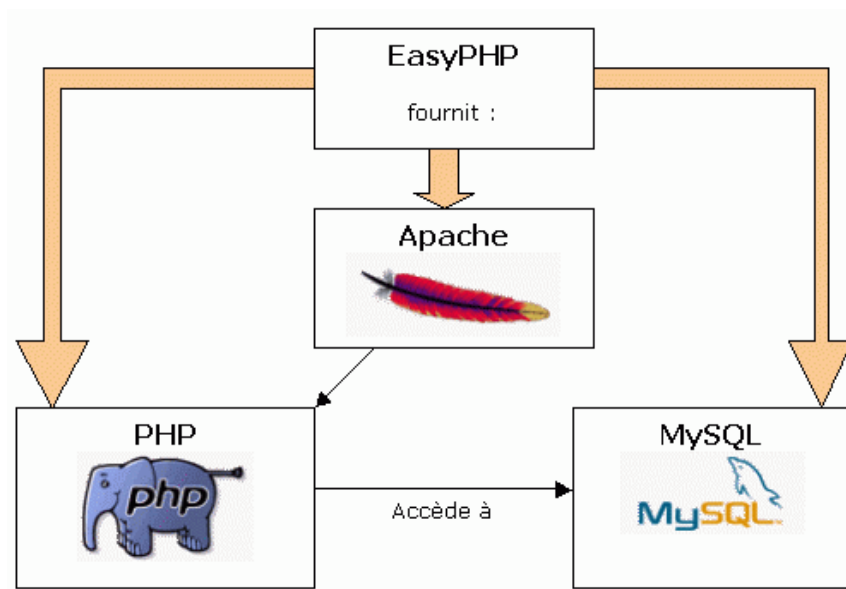 EasyPHP
fournit :
Apache
PHP
php
Accède à
MySQL
MySQL